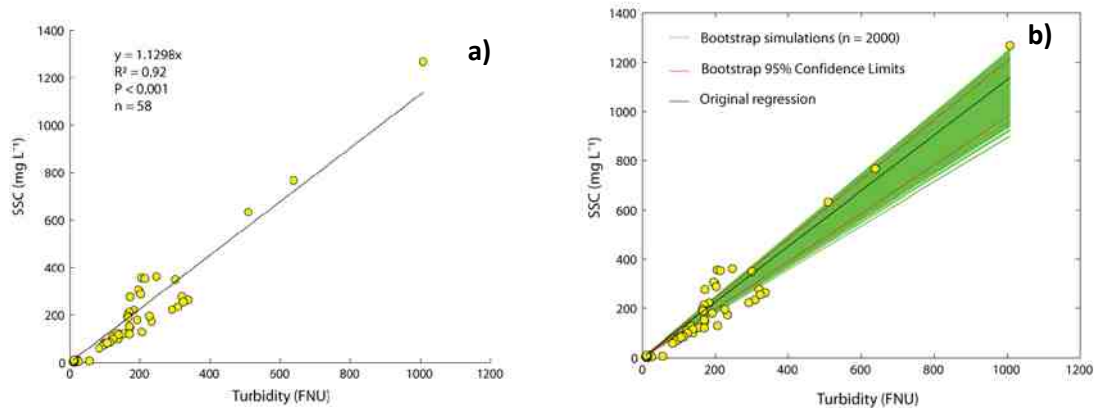 a)
y = 1.1298x
R² = 0.92
P < 0.001
n = 58
SSC (mg L⁻¹)
1400
1200
1000
800
600
400
200
0
0 200 400 600 800 1000 1200
Turbidity (FNU)
b)
Bootstrap simulations (n = 2000)
Bootstrap 95% Confidence Limits
Original regression
SSC (mg L⁻¹)
1400
1200
1000
800
600
400
200
0
0 200 400 600 800 1000 1200
Turbidity (FNU)